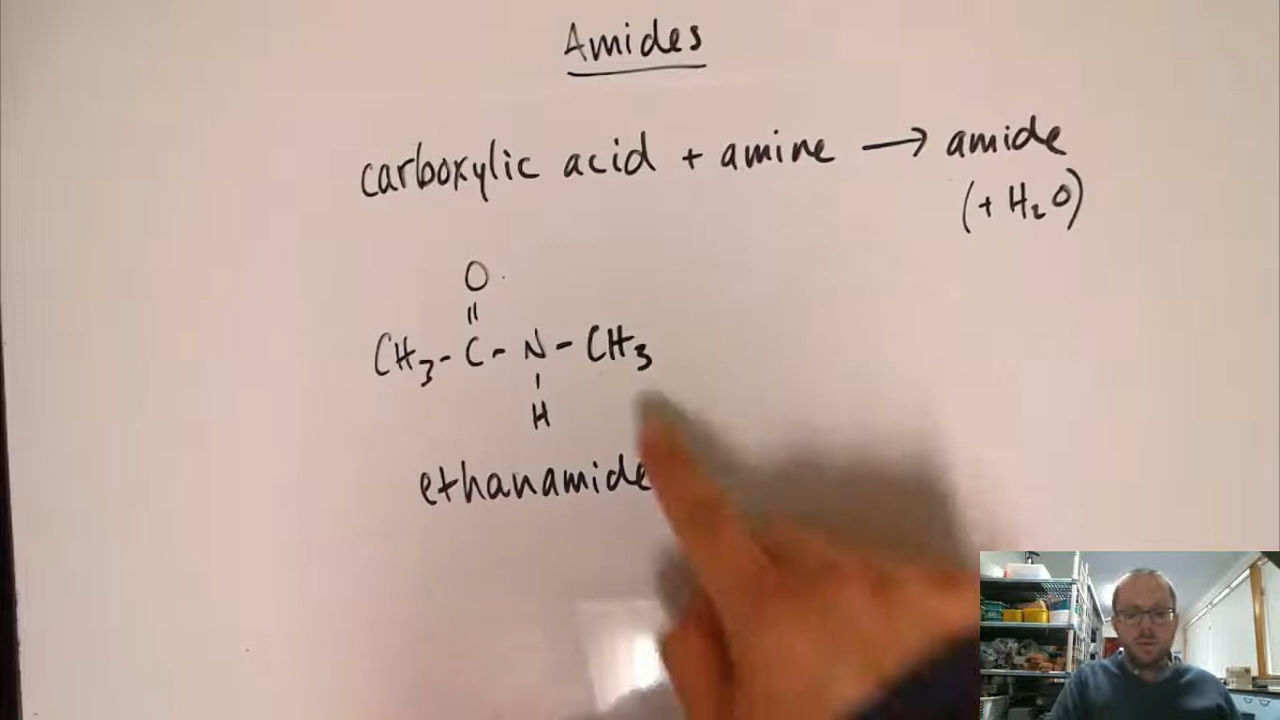 Amides
carboxylic acid + amine → amide
(+ H₂O)
O
||
CH₃ - C - N - CH₃
|
H
ethanamide